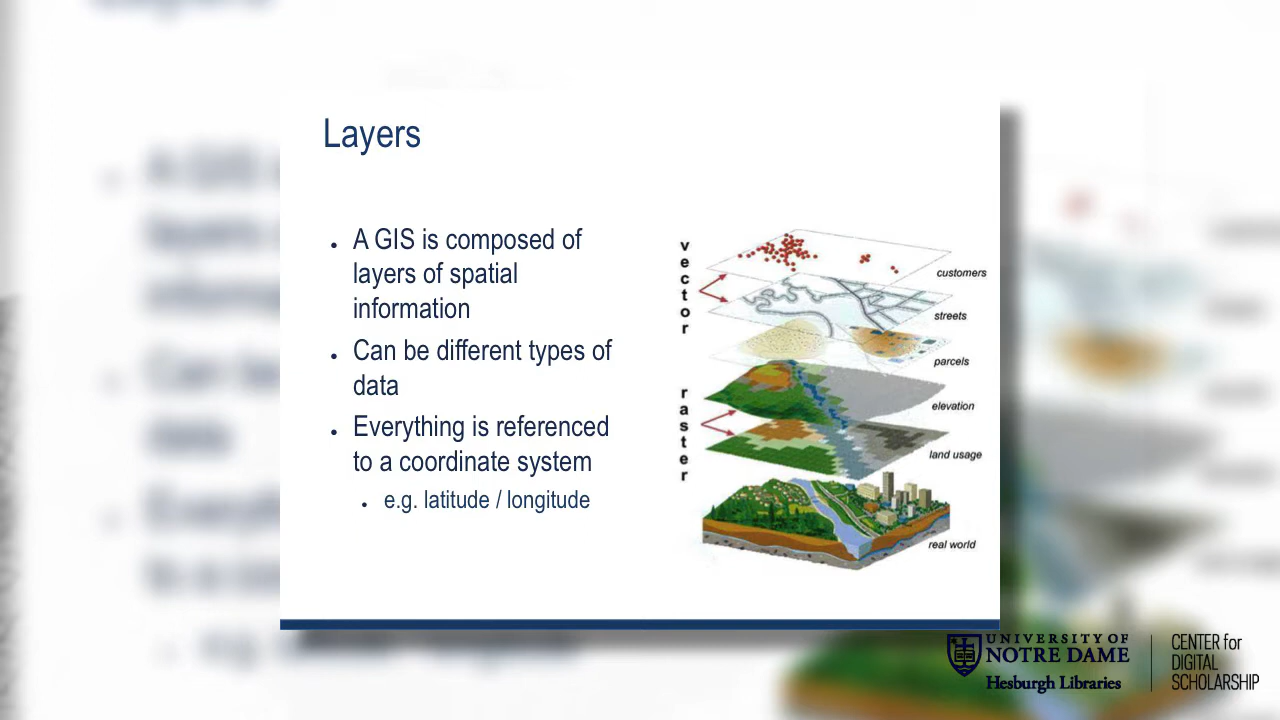 Layers
• A GIS is composed of
layers of spatial
information
• Can be different types of
data
• Everything is referenced
to a coordinate system
• e.g. latitude / longitude
vector
raster
customers
streets
parcels
elevation
land usage
real world
UNIVERSITY OF
NOTRE DAME
Hesburgh Libraries
CENTER for
DIGITAL
SCHOLARSHIP